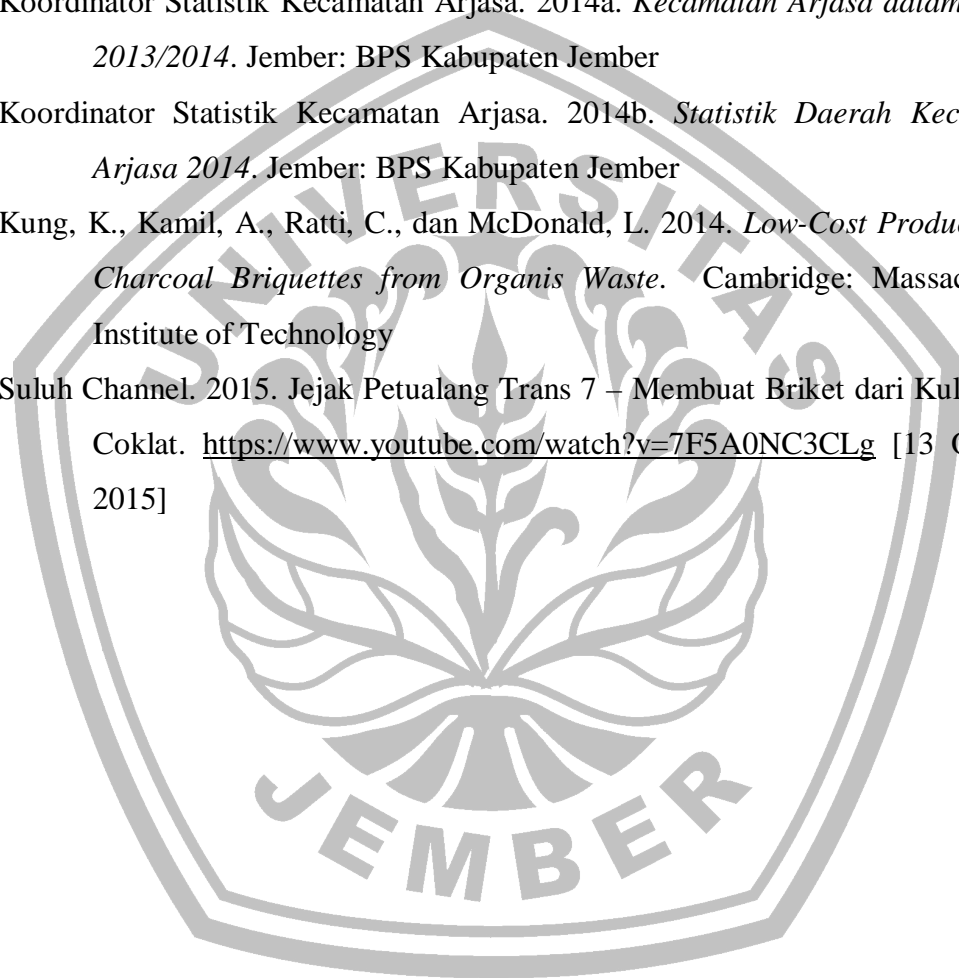 Koordinator Statistik Kecamatan Arjasa. 2014a. Kecamatan Arjasa dalam
2013/2014. Jember: BPS Kabupaten Jember
Koordinator Statistik Kecamatan Arjasa. 2014b. Statistik Daerah Kec
Arjasa 2014. Jember: BPS Kabupaten Jember
Kung, K., Kamil, A., Ratti, C., dan McDonald, L. 2014. Low-Cost Produ
Charcoal Briquettes from Organis Waste. Cambridge: Massac
Institute of Technology
Suluh Channel. 2015. Jejak Petualang Trans 7 – Membuat Briket dari Kul
Coklat. https://www.youtube.com/watch?v=7F5A0NC3CLg [13 O
2015]
UNIVERSITAS
JEMBER